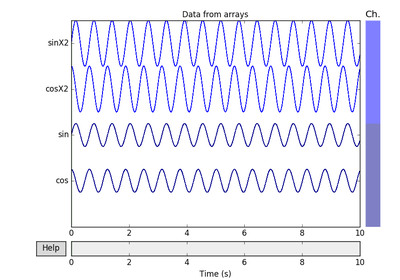 Data from arrays
Ch.
sinX2
cosX2
sin
cos
0 2 4 6 8 10
Help
0 2 4 6 8 10
Time (s)